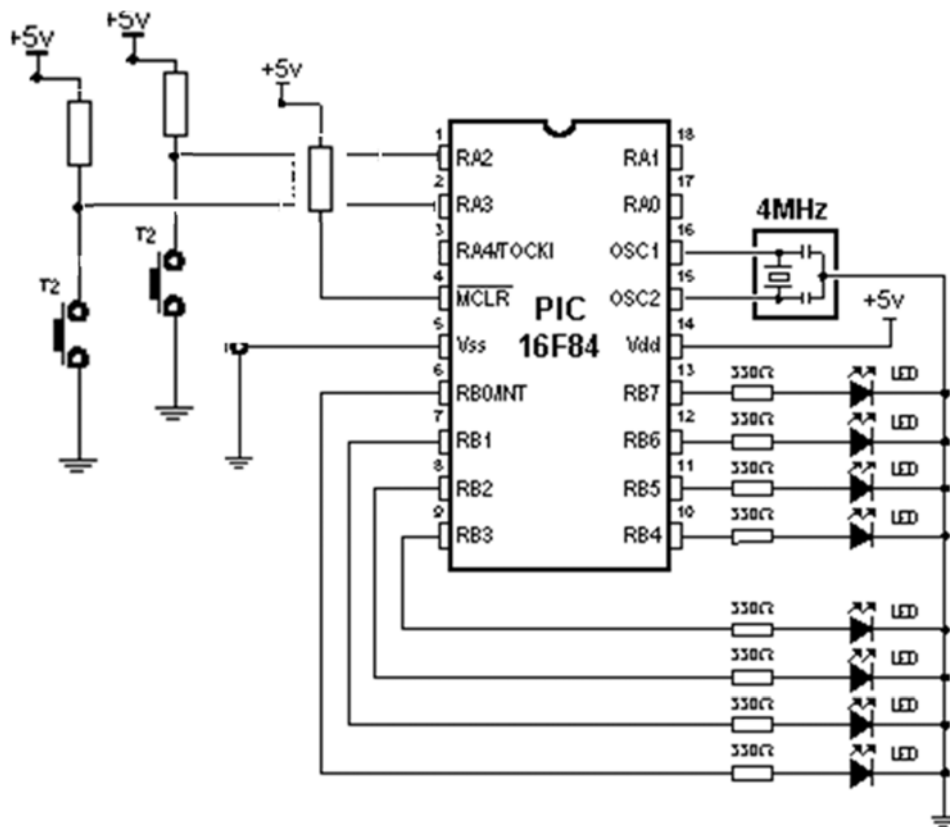 +5v
+5v
+5v
T2
T2
1
RA2
2
RA3
3
RA4/TOCKI
4
MCLR
5
Vss
6
RB0/INT
7
RB1
8
RB2
9
RB3
PIC
16F84
18
RA1
17
RA0
16
OSC1
15
OSC2
14
Vdd
13
RB7
12
RB6
11
RB5
10
RB4
4MHz
+5v
330Ω
LED
330Ω
LED
330Ω
LED
330Ω
LED
330Ω
LED
330Ω
LED
330Ω
LED
330Ω
LED